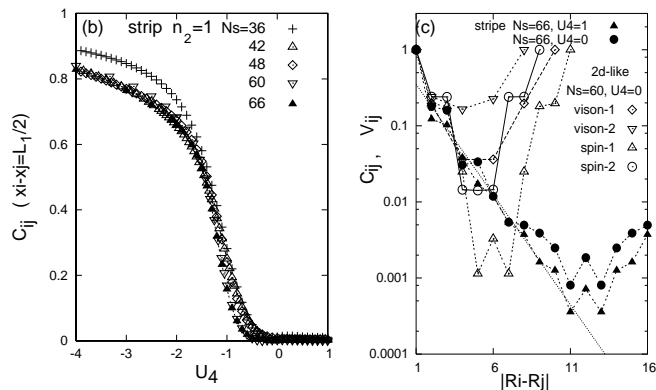 (b) strip n2=1 Ns=36
42
48
60
66
1
0.8
0.6
0.4
0.2
0
-4 -3 -2 -1 0 1
U4
Cij ( xi-xj=L1/2)
(c)
stripe Ns=66, U4=1
Ns=66, U4=0
2d-like
Ns=60, U4=0
vison-1
vison-2
spin-1
spin-2
1
0.1
0.01
0.001
0.0001
1 6 11 16
|Ri-Rj|
Cij , Vij